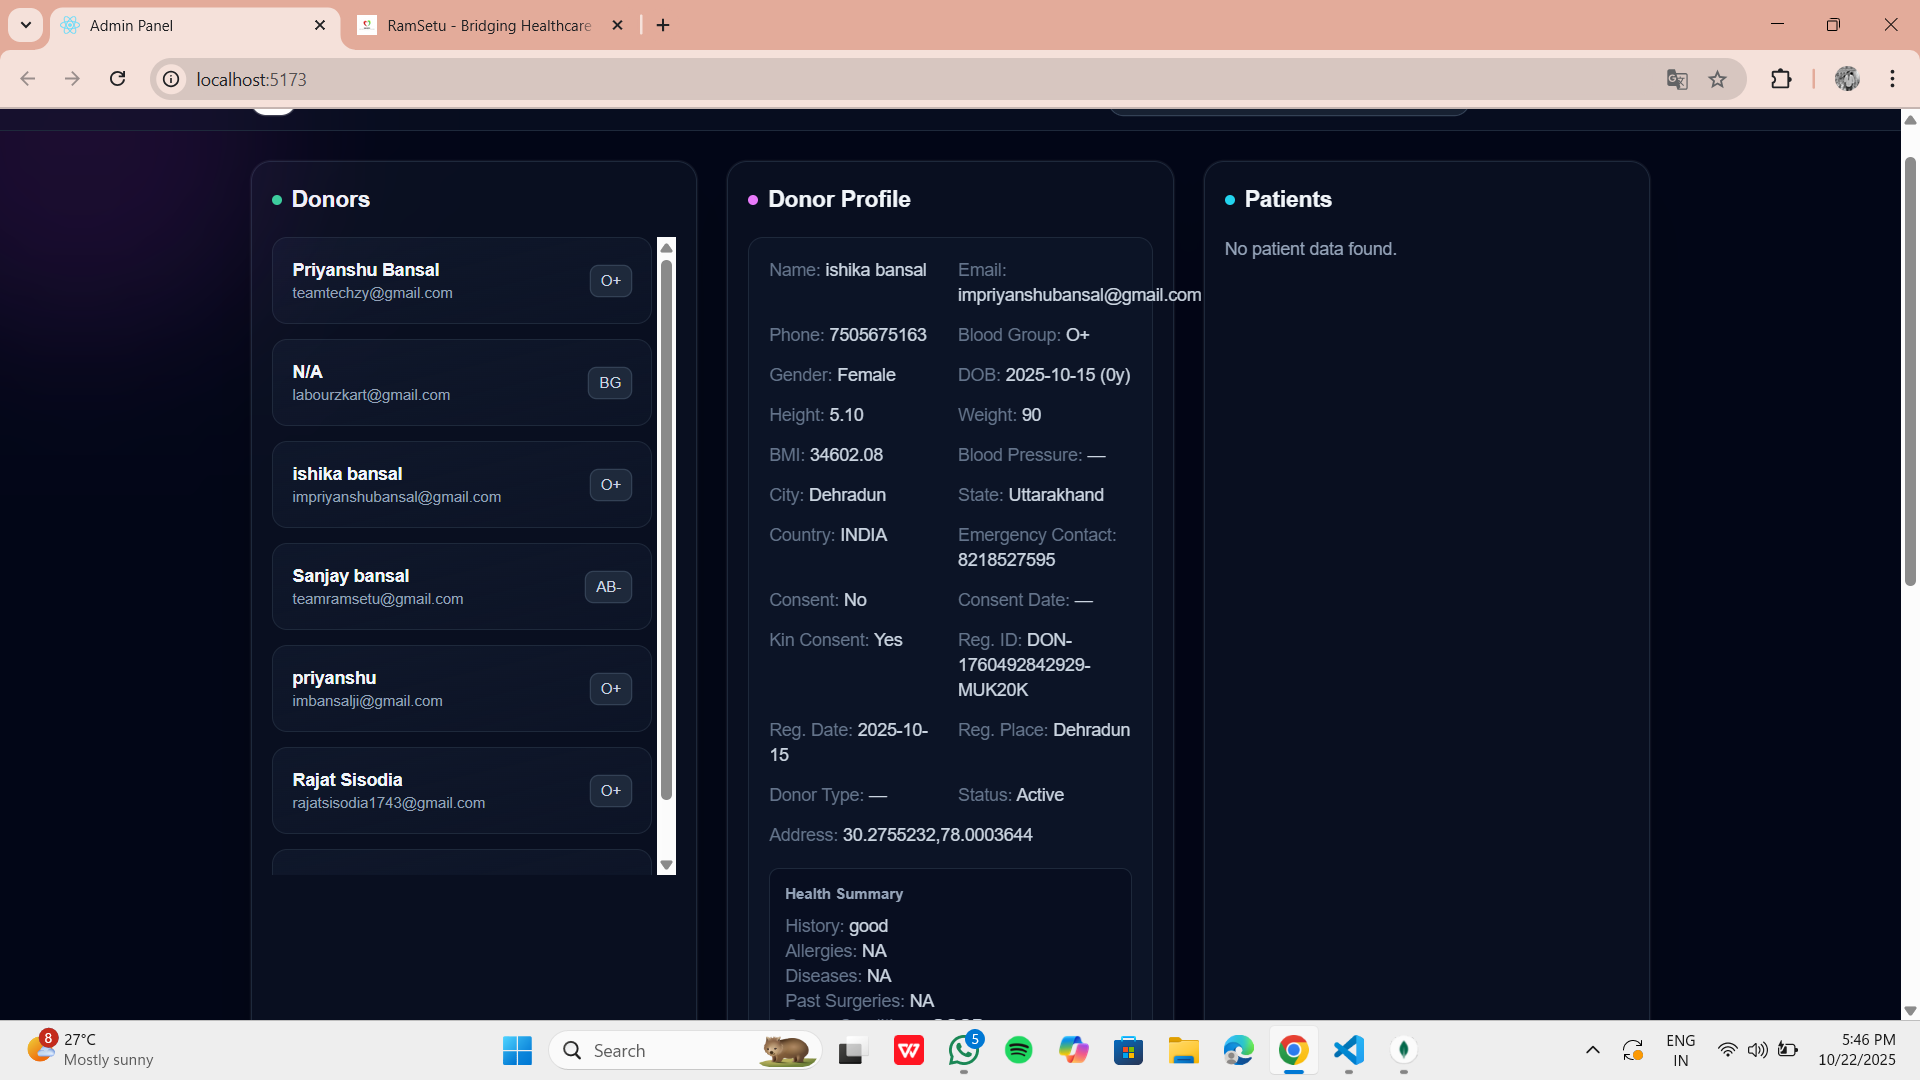 Admin Panel
RamSetu - Bridging Healthcare
localhost:5173
Donors
Priyanshu Bansal
teamtechzy@gmail.com
O+
N/A
labourzkart@gmail.com
BG
ishika bansal
impriyanshubansal@gmail.com
O+
Sanjay bansal
teamramsetu@gmail.com
AB-
priyanshu
imbansalji@gmail.com
O+
Rajat Sisodia
rajatsisodia1743@gmail.com
O+
Donor Profile
Name: ishika bansal
Email:
impriyanshubansal@gmail.com
Phone: 7505675163
Blood Group: O+
Gender: Female
DOB: 2025-10-15 (0y)
Height: 5.10
Weight: 90
BMI: 34602.08
Blood Pressure: —
City: Dehradun
State: Uttarakhand
Country: INDIA
Emergency Contact:
8218527595
Consent: No
Consent Date: —
Kin Consent: Yes
Reg. ID: DON-
1760492842929-
MUK20K
Reg. Date: 2025-10-
15
Reg. Place: Dehradun
Donor Type: —
Status: Active
Address: 30.2755232,78.0003644
Health Summary
History: good
Allergies: NA
Diseases: NA
Past Surgeries: NA
Patients
No patient data found.
8
27°C
Mostly sunny
Search
5
ENG
IN
5:46 PM
10/22/2025